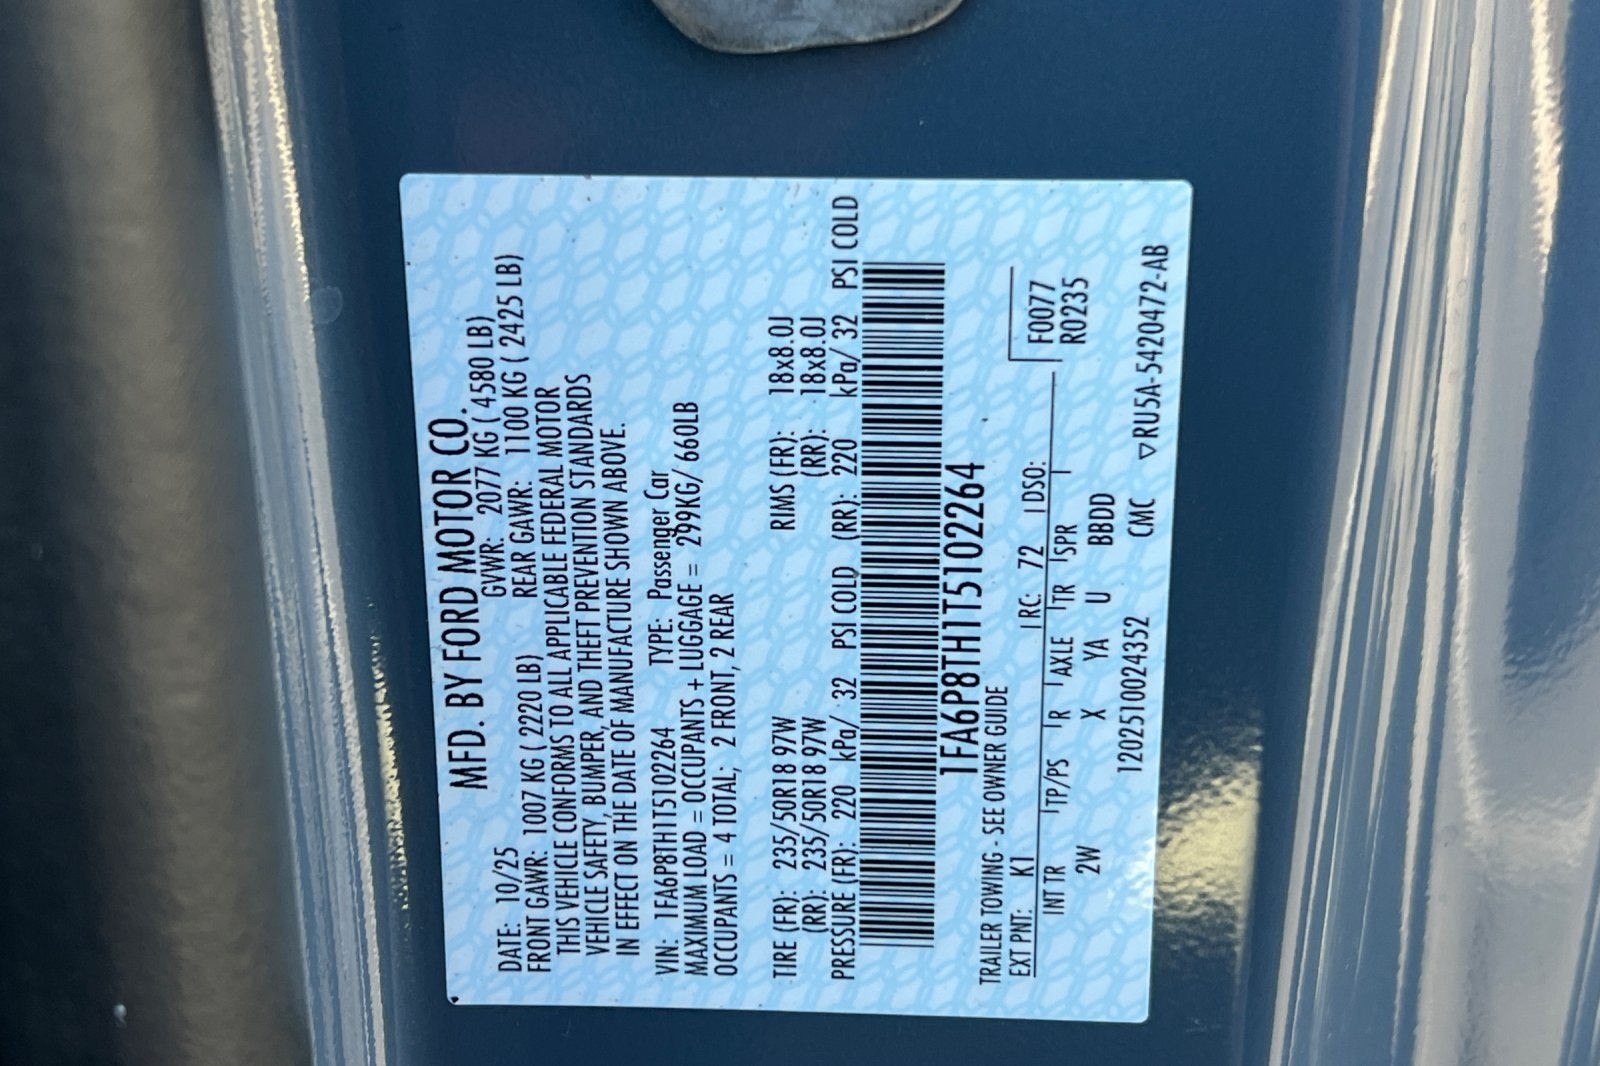 MFD. BY FORD MOTOR CO.
DATE: 10/25 GVWR: 2077 KG ( 4580 LB)
FRONT GAWR: 1007 KG ( 2220 LB) REAR GAWR: 1100 KG ( 2425 LB)
THIS VEHICLE CONFORMS TO ALL APPLICABLE FEDERAL MOTOR
VEHICLE SAFETY, BUMPER, AND THEFT PREVENTION STANDARDS
IN EFFECT ON THE DATE OF MANUFACTURE SHOWN ABOVE.
VIN: 1FA6P8TH1T5102264 TYPE: Passenger Car
MAXIMUM LOAD = OCCUPANTS + LUGGAGE = 299KG/ 660LB
OCCUPANTS = 4 TOTAL; 2 FRONT, 2 REAR
TIRE (FR): 235/50R18 97W RIMS (FR): 18x8.0J
(RR): 235/50R18 97W (RR): 18x8.0J
PRESSURE (FR): 220 kPa/ 32 PSI COLD (RR): 220 kPa/ 32 PSI COLD
1FA6P8TH1T5102264
TRAILER TOWING - SEE OWNER GUIDE
EXT PNT: K1 RC: 72 DSO: F0077
INT TR TP/PS R AXLE TR SPR R0235
2W X YA U BBDD
120251002435​2 CMC ▽RU5A-5420472-AB